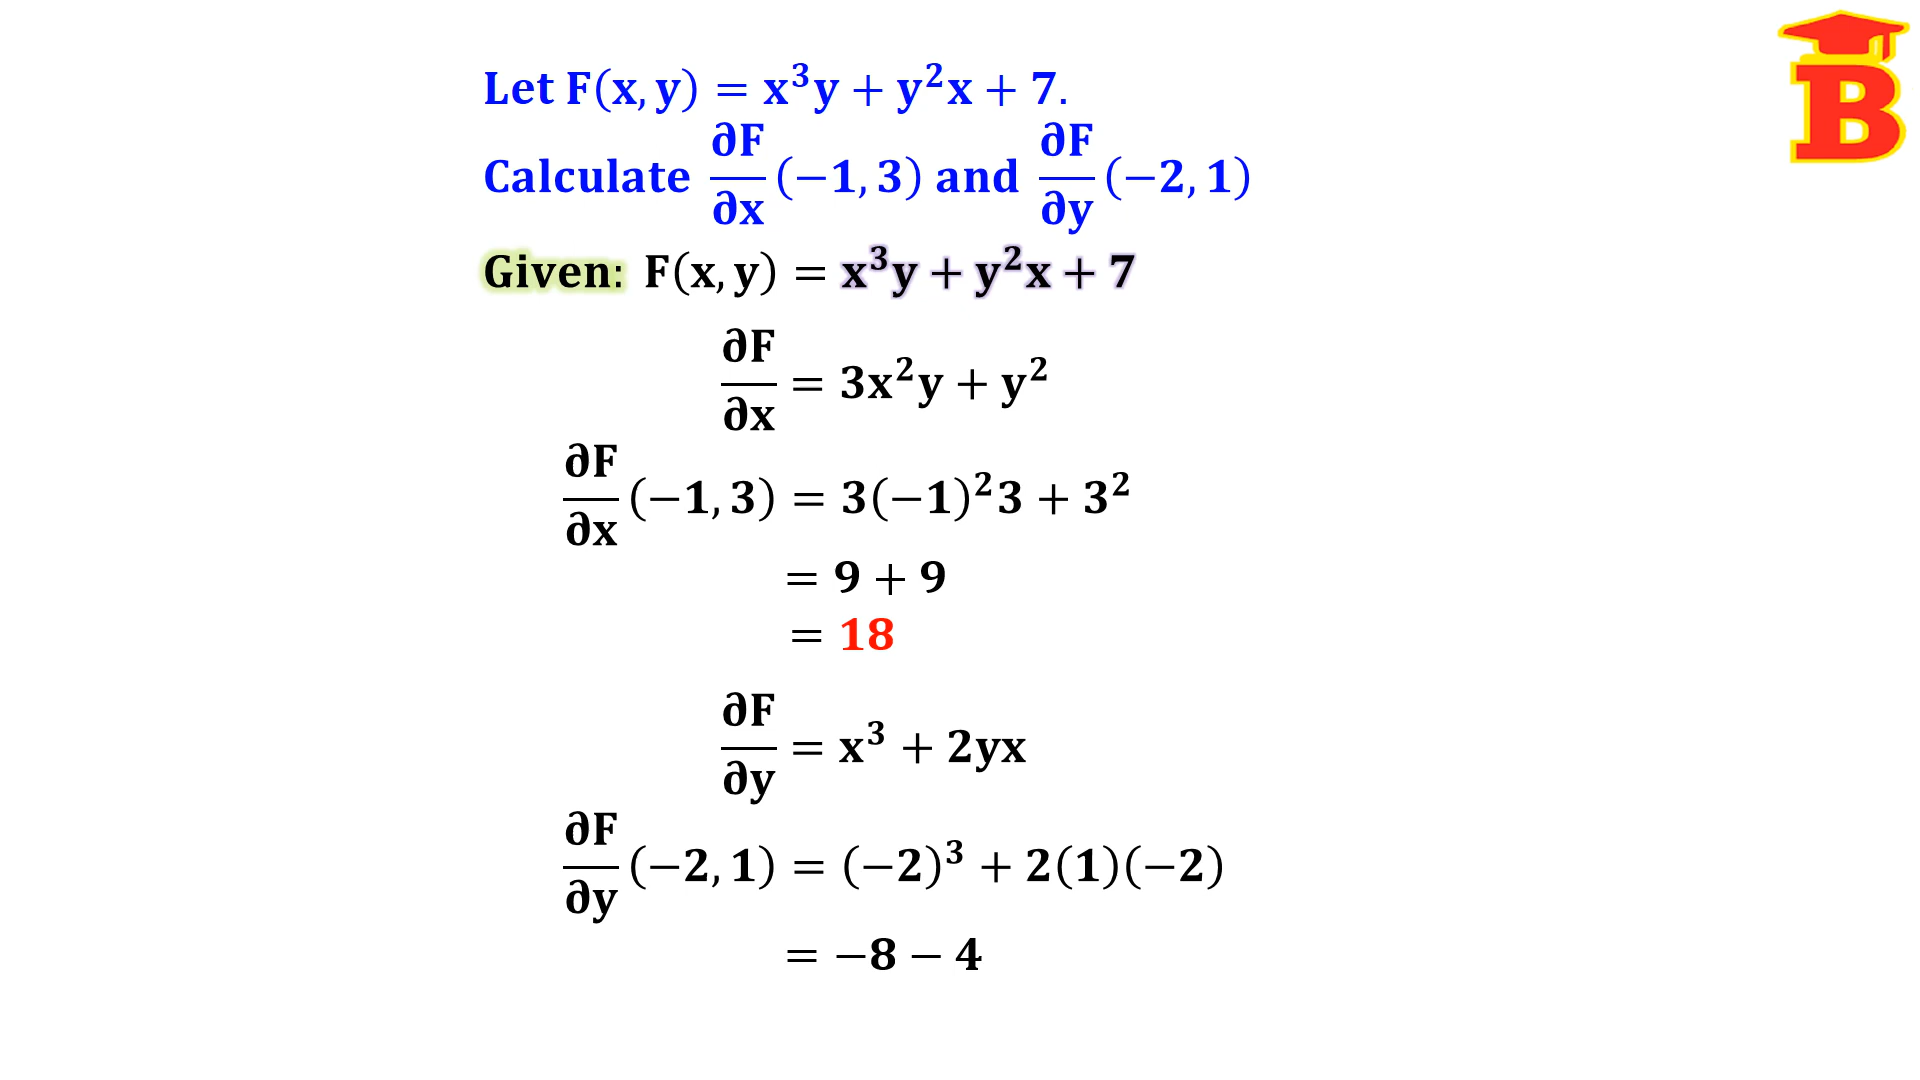 B
Let F(x, y) = x³y + y²x + 7.
Calculate ∂F/∂x (−1, 3) and ∂F/∂y (−2, 1)
Given: F(x, y) = x³y + y²x + 7
∂F/∂x = 3x²y + y²
∂F/∂x (−1, 3) = 3(−1)²3 + 3²
= 9 + 9
= 18
∂F/∂y = x³ + 2yx
∂F/∂y (−2, 1) = (−2)³ + 2(1)(−2)
= −8 − 4